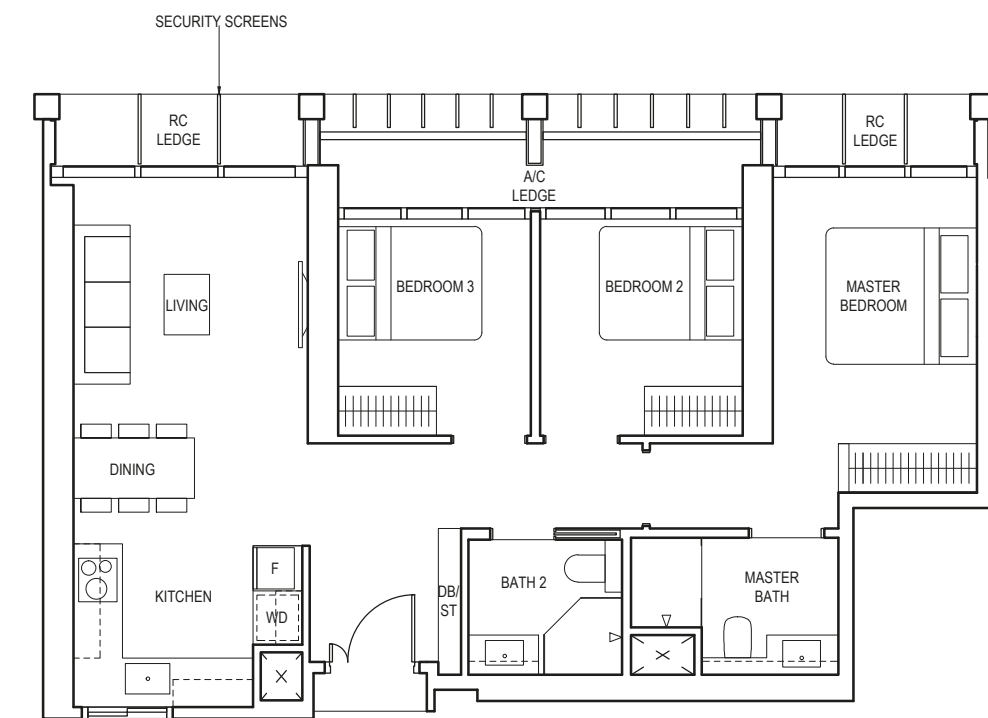 SECURITY SCREENS
RC
LEDGE
RC
LEDGE
A/C
LEDGE
LIVING
BEDROOM 3
BEDROOM 2
MASTER
BEDROOM
DINING
KITCHEN
F
WD
DB/
ST
BATH 2
MASTER
BATH